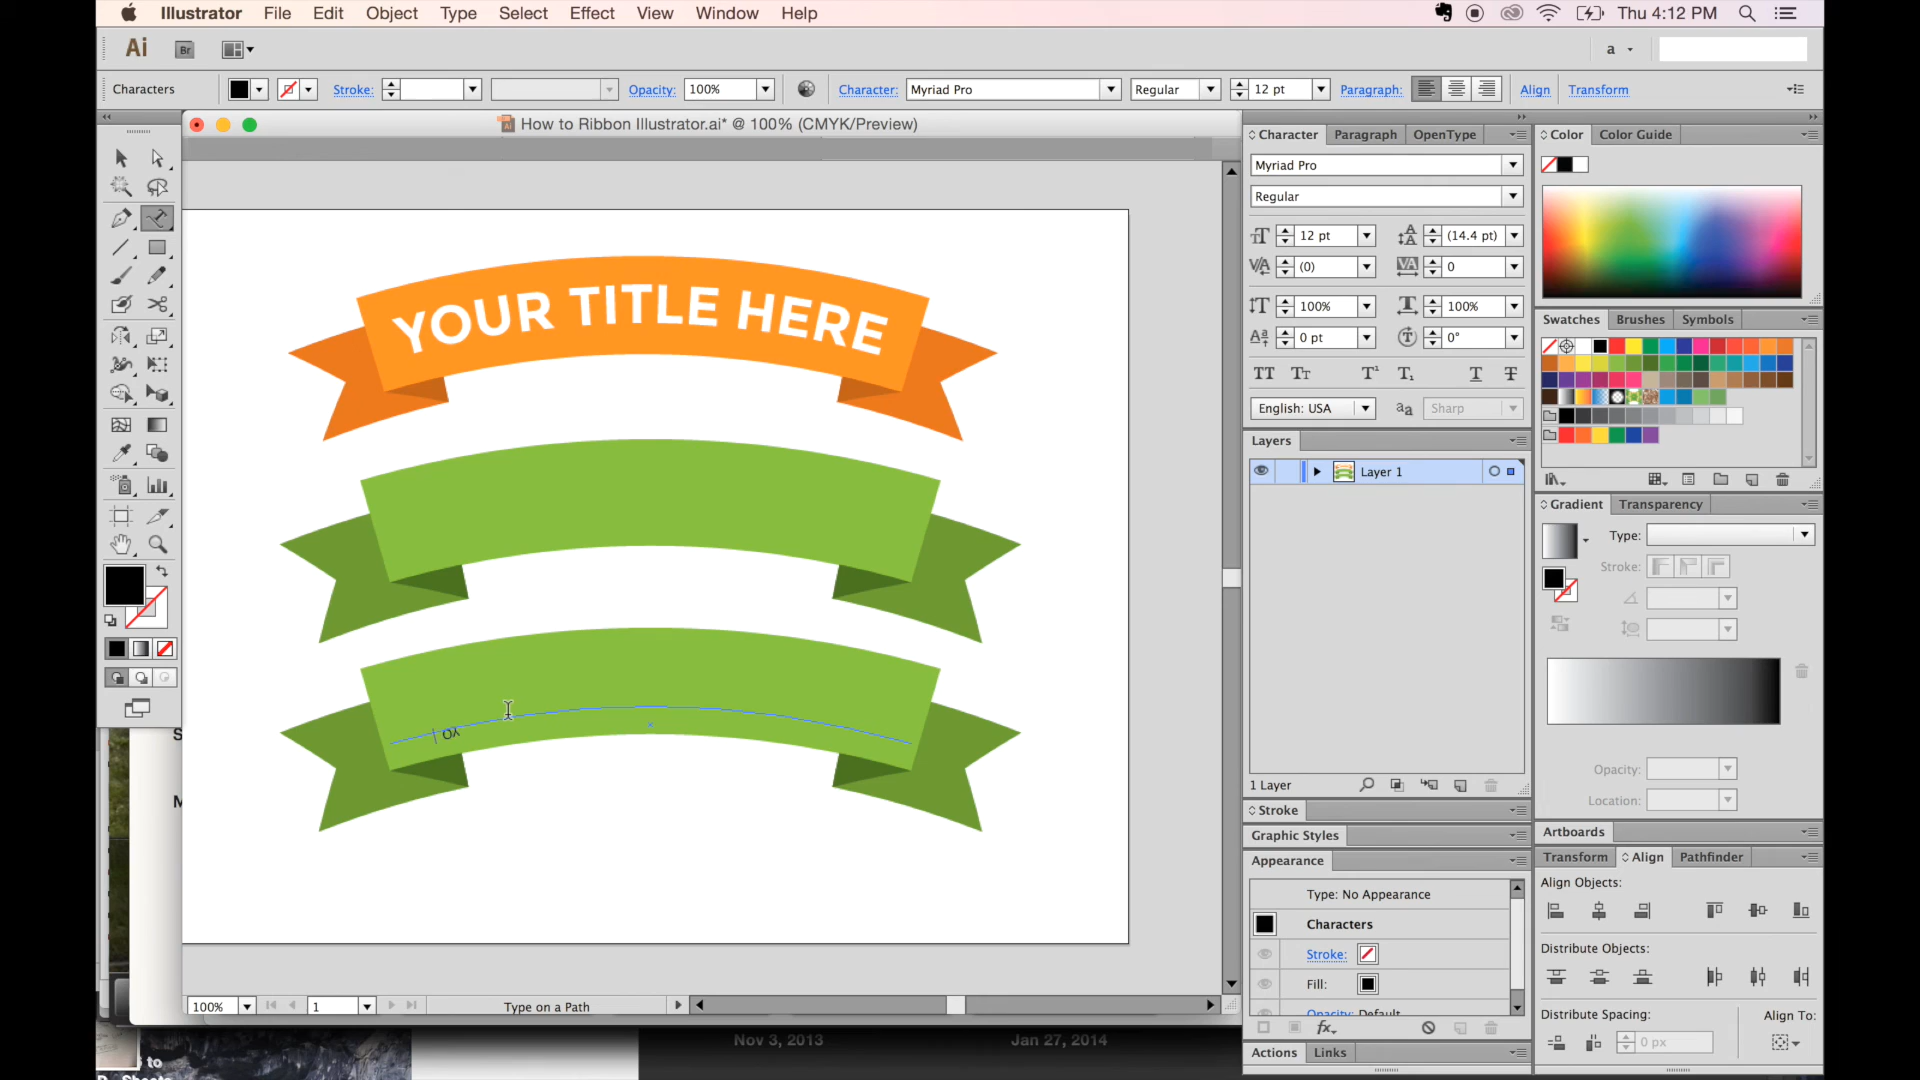 Illustrator File Edit Object Type Select Effect View Window Help
Thu 4:12 PM
Ai Br
a
Characters Stroke: Opacity: 100% Character: Myriad Pro Regular 12 pt Paragraph: Align Transform
How to Ribbon Illustrator.ai* @ 100% (CMYK/Preview)
YOUR TITLE HERE
YO
100% 1 Type on a Path
Character Paragraph OpenType
Myriad Pro
Regular
12 pt (14.4 pt)
(0) 0
100% 100%
0 pt 0°
English: USA Sharp
Layers
Layer 1
1 Layer
Stroke
Graphic Styles
Appearance
Type: No Appearance
Characters
Stroke:
Fill:
Opacity: Default
Actions Links
Color Color Guide
Swatches Brushes Symbols
Gradient Transparency
Type:
Stroke:
Opacity:
Location:
Artboards
Transform Align Pathfinder
Align Objects:
Distribute Objects:
Distribute Spacing: Align To:
0 px
Nov 3, 2013 Jan 27, 2014